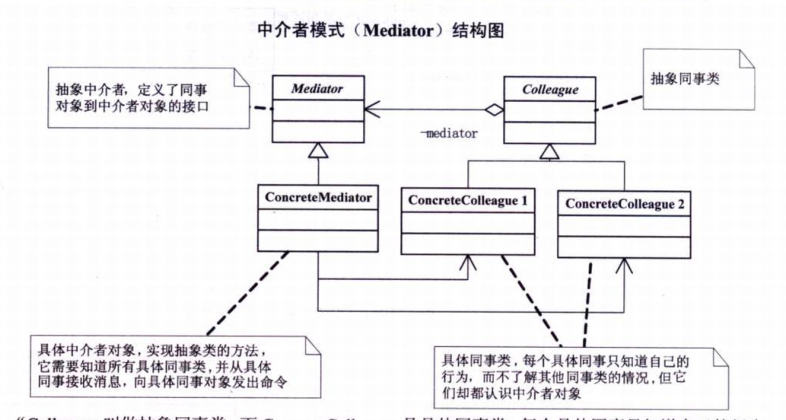 中介者模式（Mediator）结构图
抽象中介者，定义了同事
对象到中介者对象的接口
Mediator
Colleague
抽象同事类
-mediator
ConcreteMediator
ConcreteColleague 1
ConcreteColleague 2
具体中介者对象，实现抽象类的方法，
它需要知道所有具体同事类，并从具体
同事接收消息，向具体同事对象发出命令
具体同事类，每个具体同事只知道自己的
行为，而不了解其他同事类的情况，但它
们却都认识中介者对象